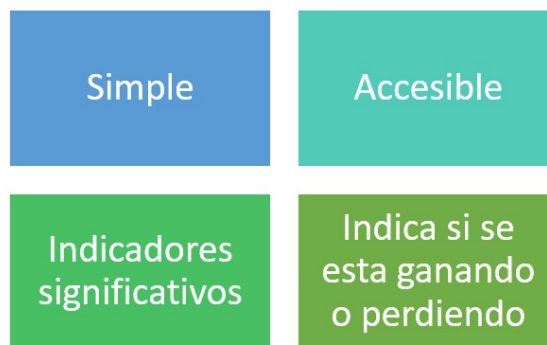 Simple
Accesible
Indicadores
significativos
Indica si se
esta ganando
o perdiendo